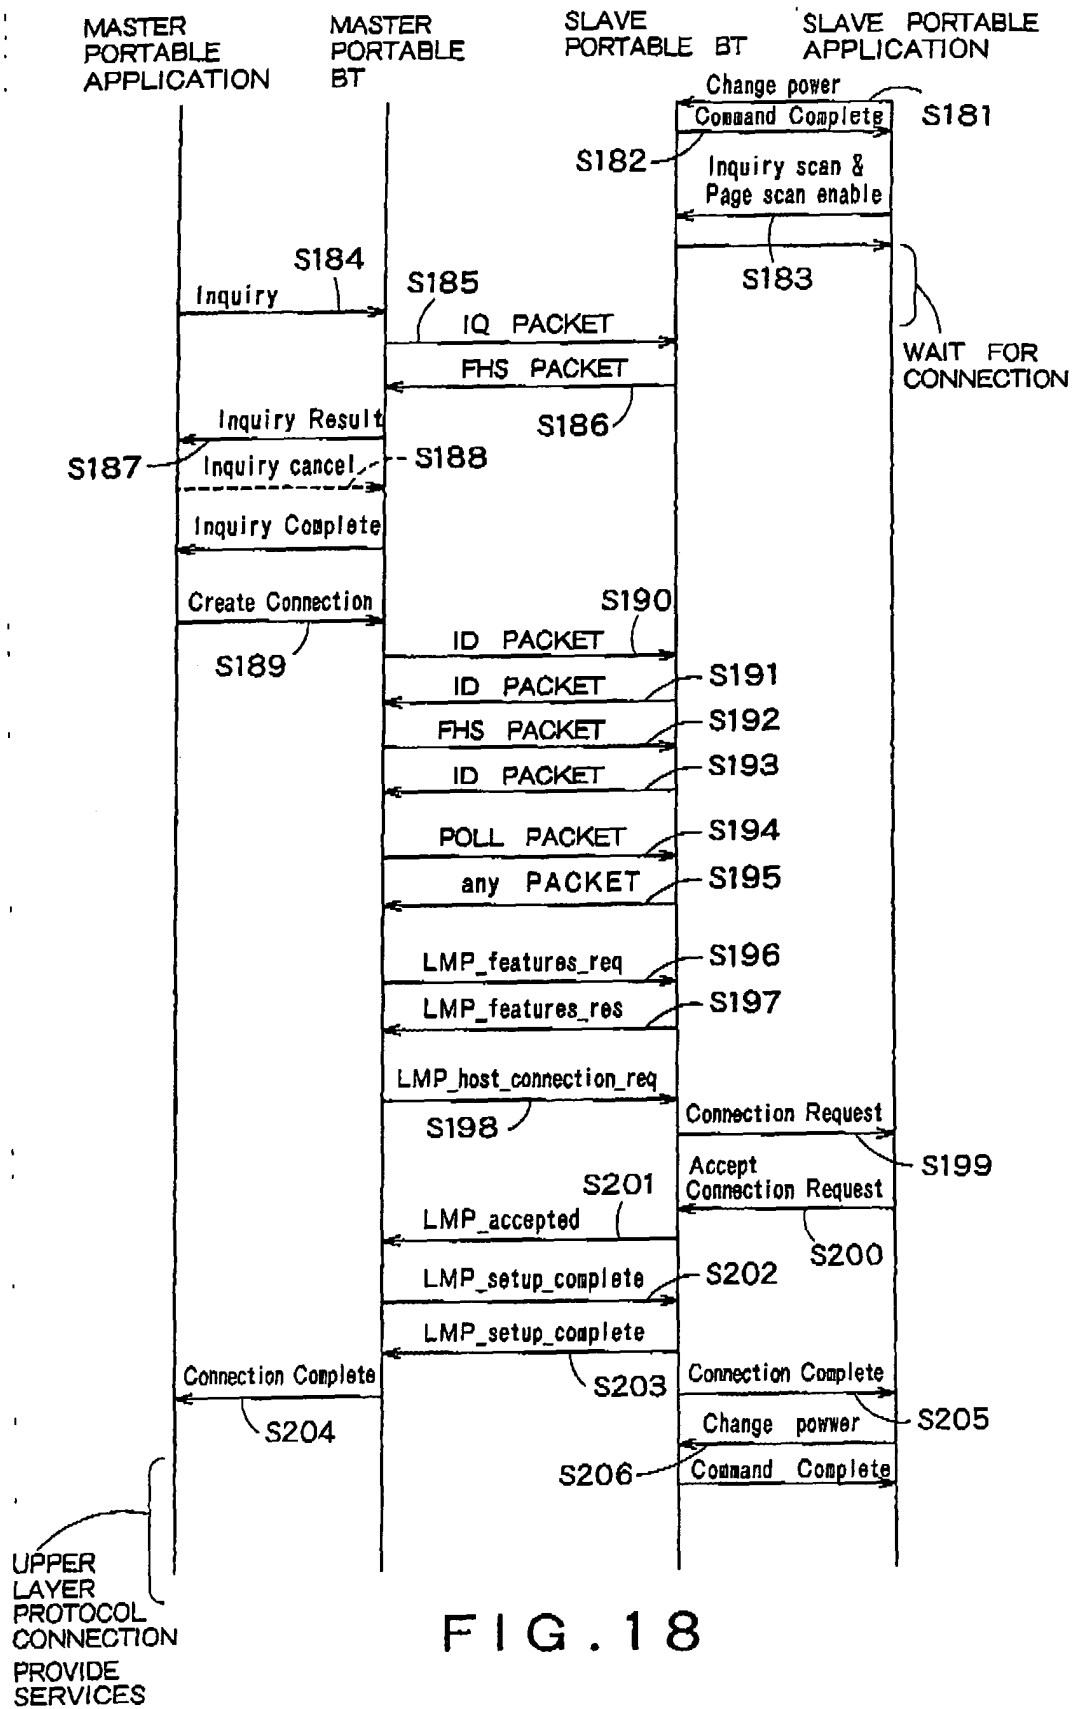 MASTER
PORTABLE
APPLICATION
MASTER
PORTABLE
BT
SLAVE
PORTABLE BT
SLAVE PORTABLE
APPLICATION
Change power
S181
Command Complete
S182
Inquiry scan &
Page scan enable
S183
WAIT FOR
CONNECTION
S184
Inquiry
S185
IQ PACKET
FHS PACKET
S186
Inquiry Result
S187
Inquiry cancel
S188
Inquiry Complete
Create Connection
S189
S190
ID PACKET
ID PACKET
S191
FHS PACKET
S192
ID PACKET
S193
POLL PACKET
S194
any PACKET
S195
LMP_features_req
S196
LMP_features_res
S197
LMP_host_connection_req
S198
Connection Request
S199
Accept
Connection Request
S200
S201
LMP_accepted
LMP_setup_complete
S202
LMP_setup_complete
S203
Connection Complete
S204
Connection Complete
S205
Change powwer
S206
Command Complete
UPPER
LAYER
PROTOCOL
CONNECTION
PROVIDE
SERVICES
FIG.18